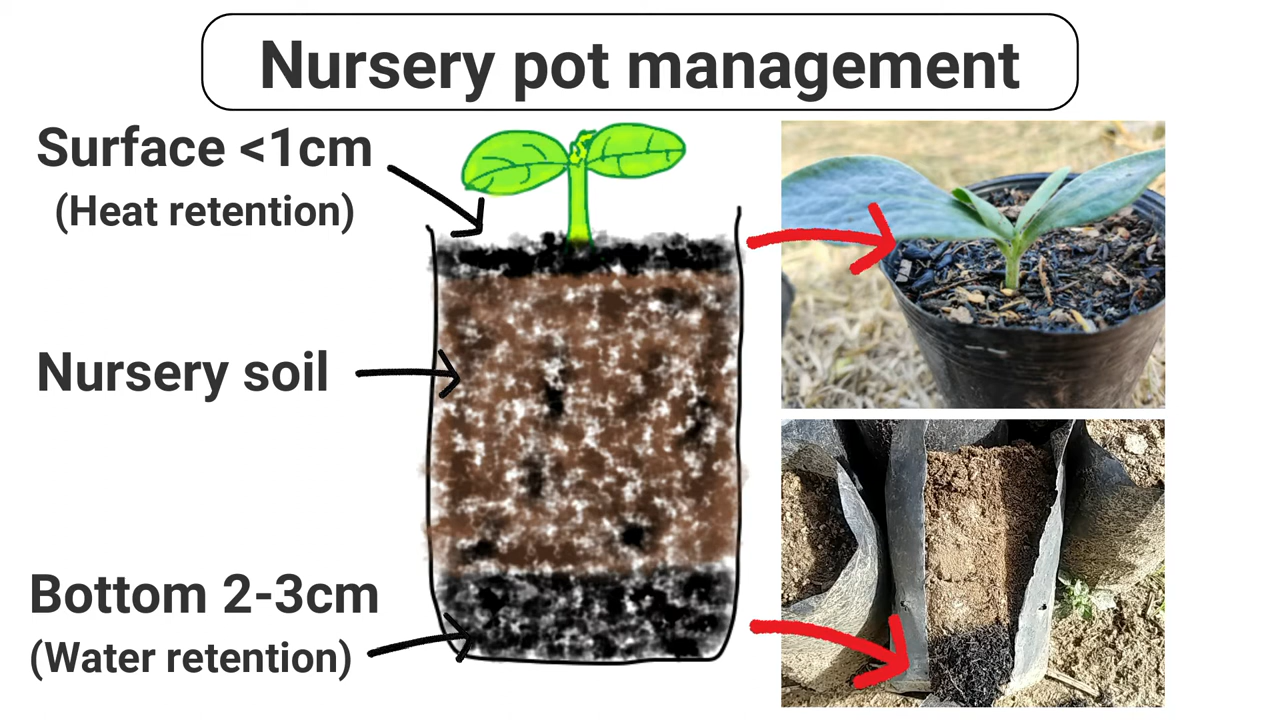 Nursery pot management
Surface <1cm
(Heat retention)
Nursery soil
Bottom 2-3cm
(Water retention)